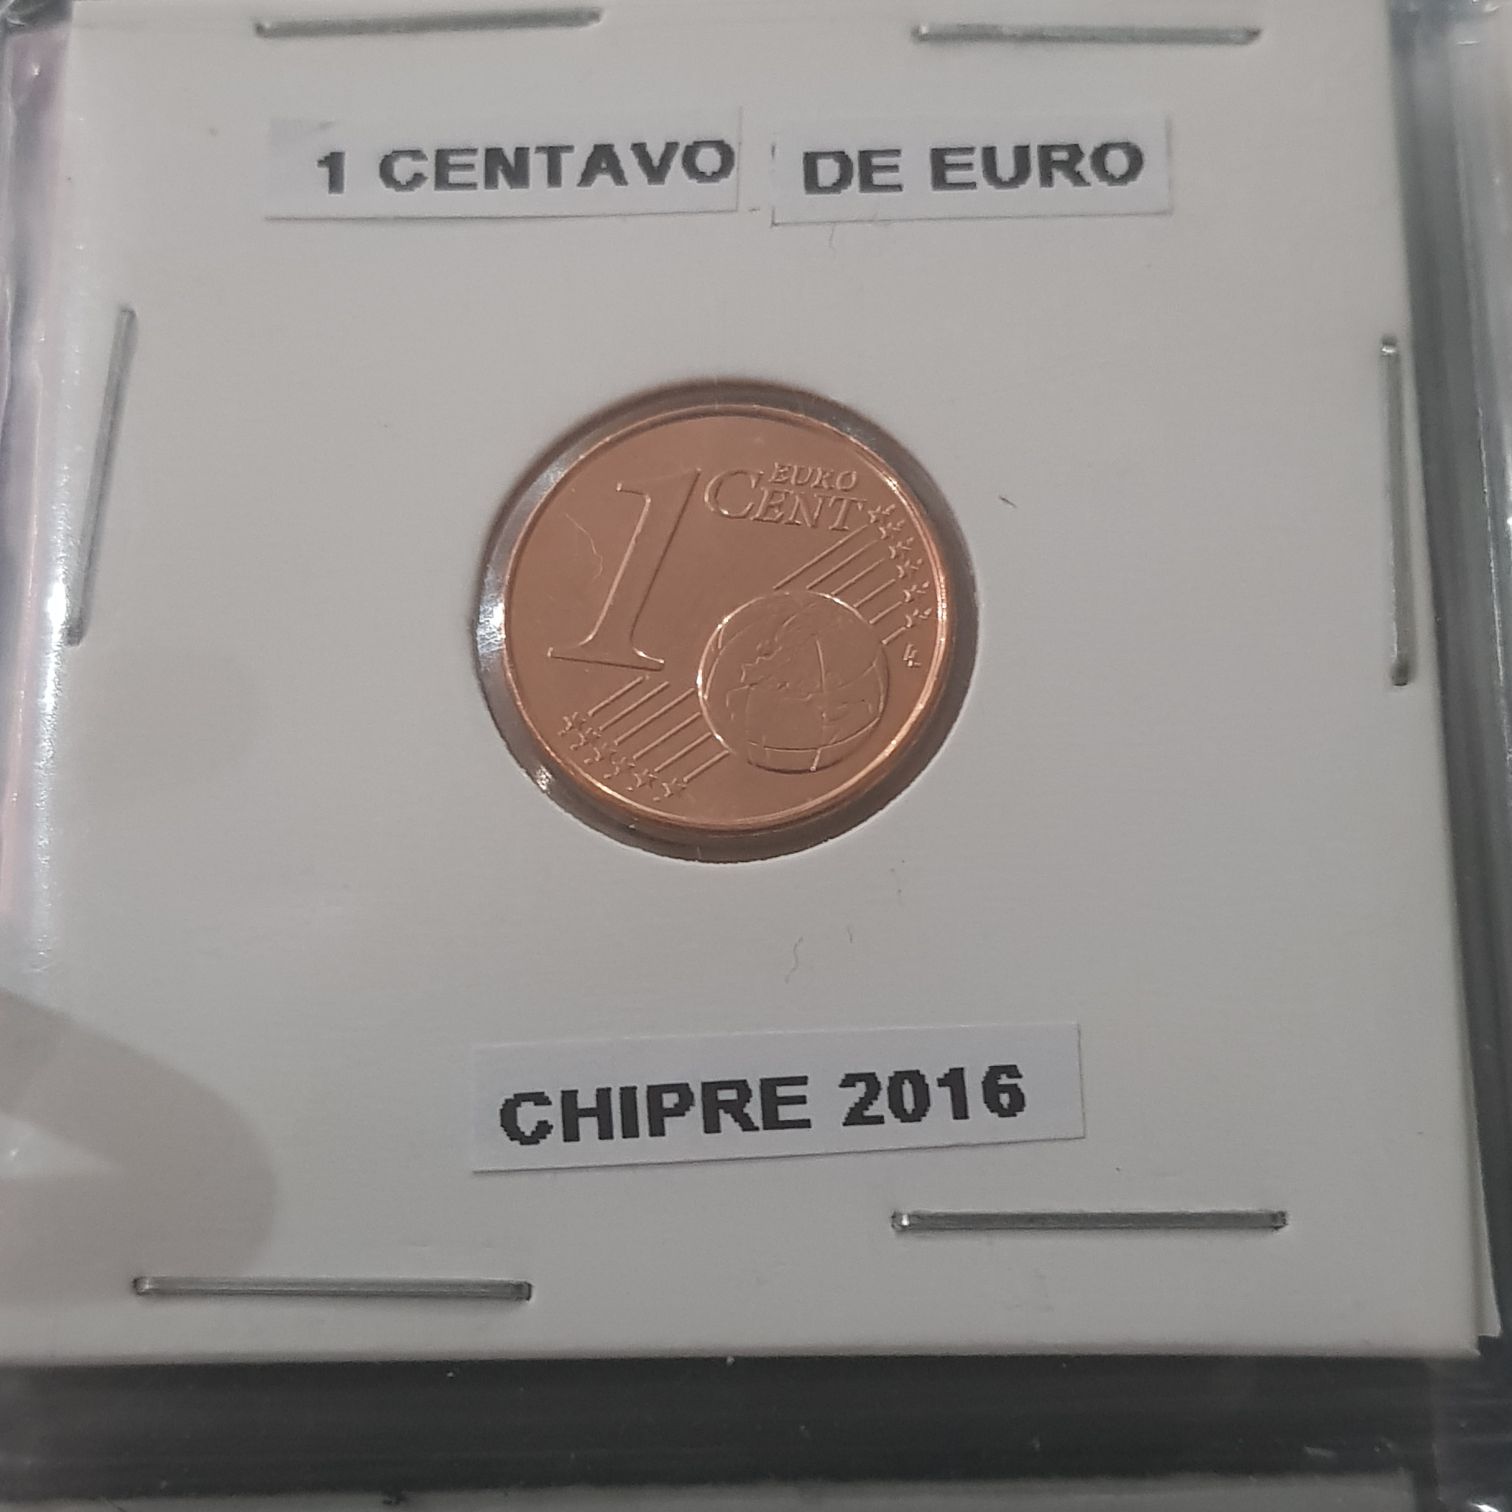 1 CENTAVO DE EURO
1 EURO
CENT
CHIPRE 2016